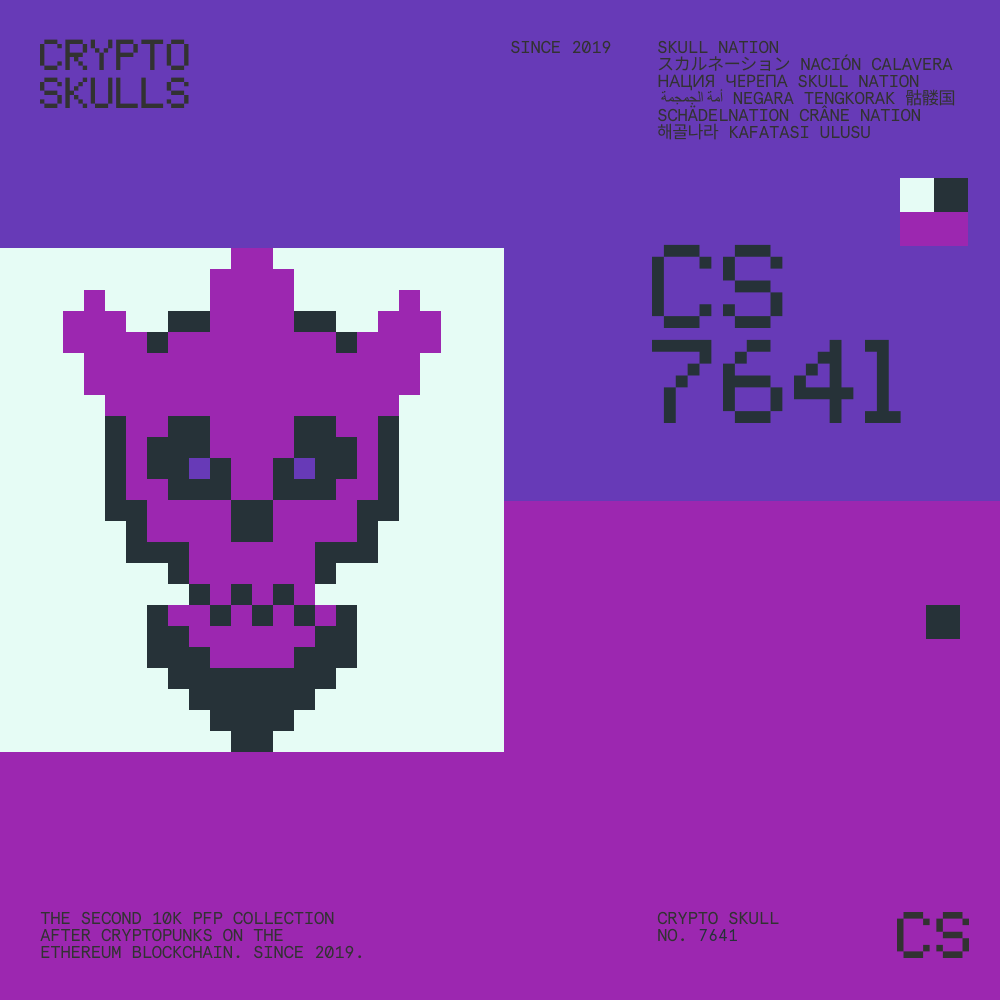 CRYPTO
SKULLS
SINCE 2019
SKULL NATION
スカルネーション NACIÓN CALAVERA
НАЦИЯ ЧЕРЕПА SKULL NATION
أمة الجمجمة NEGARA TENGKORAK 骷髅国
SCHÄDELNATION CRÂNE NATION
해골나라 KAFATASI ULUSU
CS
7641
THE SECOND 10K PFP COLLECTION
AFTER CRYPTOPUNKS ON THE
ETHEREUM BLOCKCHAIN. SINCE 2019.
CRYPTO SKULL
NO. 7641
CS